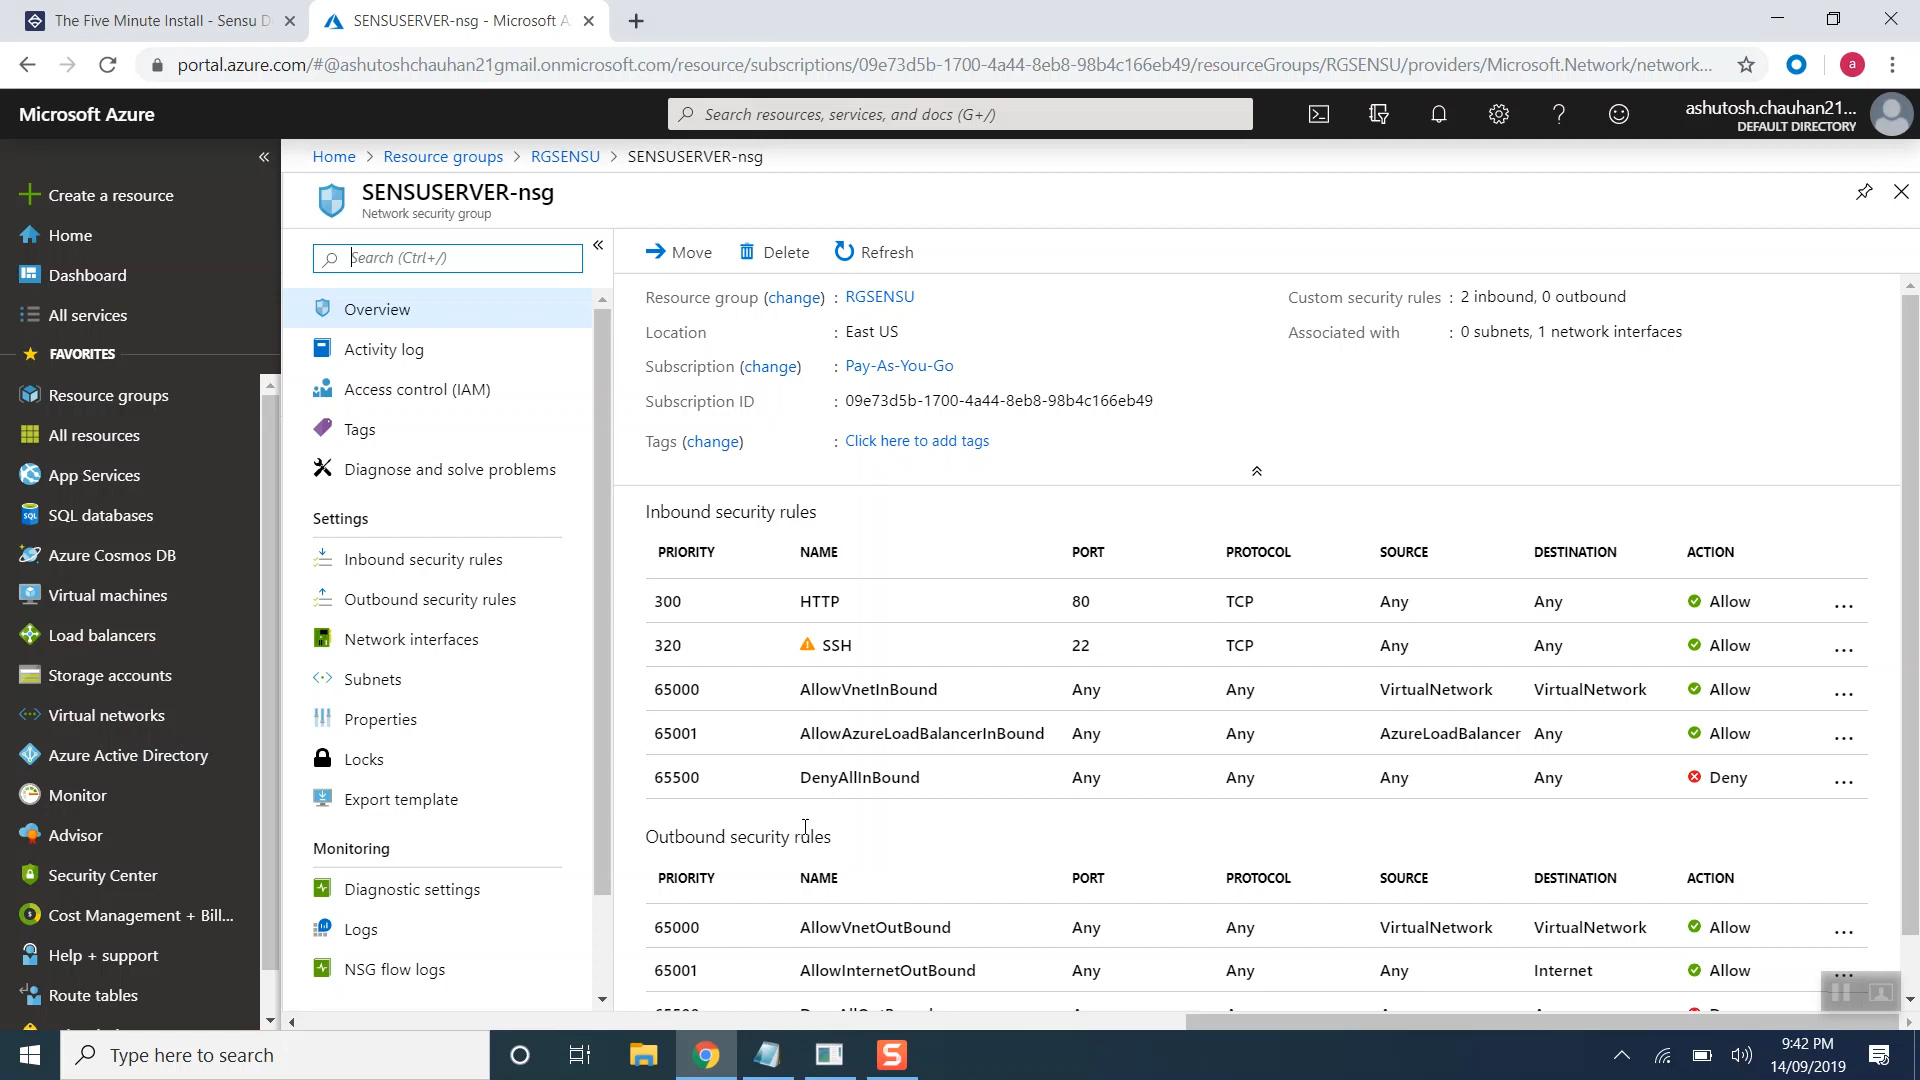 The Five Minute Install - Sensu D
SENSUSERVER-nsg - Microsoft A
portal.azure.com/#@ashutoshchauhan21gmail.onmicrosoft.com/resource/subscriptions/09e73d5b-1700-4a44-8eb8-98b4c166eb49/resourceGroups/RGSENSU/providers/Microsoft.Network/network...
a
Microsoft Azure
Search resources, services, and docs (G+/)
ashutosh.chauhan21...
DEFAULT DIRECTORY
Create a resource
Home
Dashboard
All services
FAVORITES
Resource groups
All resources
App Services
SQL databases
Azure Cosmos DB
Virtual machines
Load balancers
Storage accounts
Virtual networks
Azure Active Directory
Monitor
Advisor
Security Center
Cost Management + Bill...
Help + support
Route tables
Home > Resource groups > RGSENSU > SENSUSERVER-nsg
SENSUSERVER-nsg
Network security group
Search (Ctrl+/)
Overview
Activity log
Access control (IAM)
Tags
Diagnose and solve problems
Settings
Inbound security rules
Outbound security rules
Network interfaces
Subnets
Properties
Locks
Export template
Monitoring
Diagnostic settings
Logs
NSG flow logs
Move Delete Refresh
Resource group (change) : RGSENSU
Location : East US
Subscription (change) : Pay-As-You-Go
Subscription ID : 09e73d5b-1700-4a44-8eb8-98b4c166eb49
Tags (change) : Click here to add tags
Custom security rules : 2 inbound, 0 outbound
Associated with : 0 subnets, 1 network interfaces
Inbound security rules
PRIORITY NAME PORT PROTOCOL SOURCE DESTINATION ACTION
300 HTTP 80 TCP Any Any Allow ...
320 SSH 22 TCP Any Any Allow ...
65000 AllowVnetInBound Any Any VirtualNetwork VirtualNetwork Allow ...
65001 AllowAzureLoadBalancerInBound Any Any AzureLoadBalancer Any Allow ...
65500 DenyAllInBound Any Any Any Any Deny ...
Outbound security rules
PRIORITY NAME PORT PROTOCOL SOURCE DESTINATION ACTION
65000 AllowVnetOutBound Any Any VirtualNetwork VirtualNetwork Allow ...
65001 AllowInternetOutBound Any Any Any Internet Allow ...
Type here to search
9:42 PM
14/09/2019